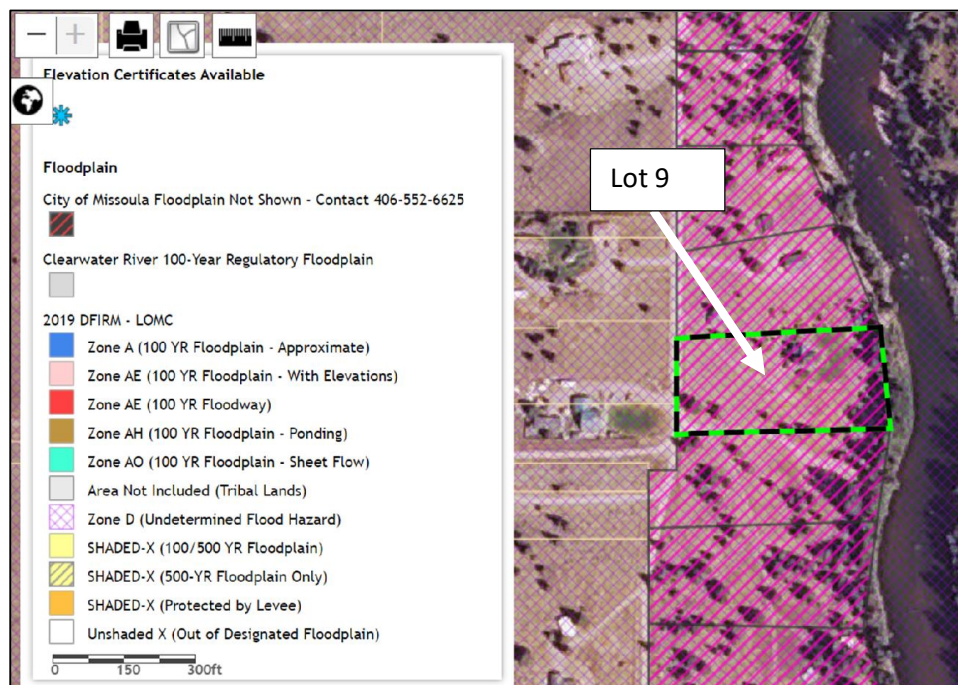 Elevation Certificates Available
Floodplain
City of Missoula Floodplain Not Shown - Contact 406-552-6625
Clearwater River 100-Year Regulatory Floodplain
2019 DFIRM - LOMC
Zone A (100 YR Floodplain - Approximate)
Zone AE (100 YR Floodplain - With Elevations)
Zone AE (100 YR Floodway)
Zone AH (100 YR Floodplain - Ponding)
Zone AO (100 YR Floodplain - Sheet Flow)
Area Not Included (Tribal Lands)
Zone D (Undetermined Flood Hazard)
SHADED-X (100/500 YR Floodplain)
SHADED-X (500-YR Floodplain Only)
SHADED-X (Protected by Levee)
Unshaded X (Out of Designated Floodplain)
0 150 300ft
Lot 9